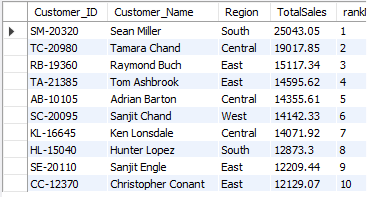 Customer_ID Customer_Name Region TotalSales rank
SM-20320 Sean Miller South 25043.05 1
TC-20980 Tamara Chand Central 19017.85 2
RB-19360 Raymond Buch East 15117.34 3
TA-21385 Tom Ashbrook East 14595.62 4
AB-10105 Adrian Barton Central 14355.61 5
SC-20095 Sanjit Chand West 14142.33 6
KL-16645 Ken Lonsdale Central 14071.92 7
HL-15040 Hunter Lopez South 12873.3 8
SE-20110 Sanjit Engle East 12209.44 9
CC-12370 Christopher Conant East 12129.07 10